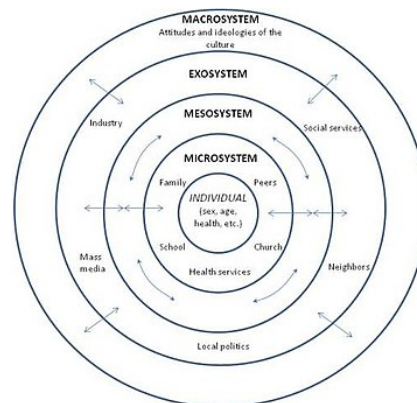 MACROSYSTEM
Attitudes and ideologies of the
culture
EXOSYSTEM
MESOSYSTEM
Industry
Social services
MICROSYSTEM
Family
Peers
INDIVIDUAL
(sex, age,
health, etc.)
School
Church
Mass
media
Health services
Neighbors
Local politics